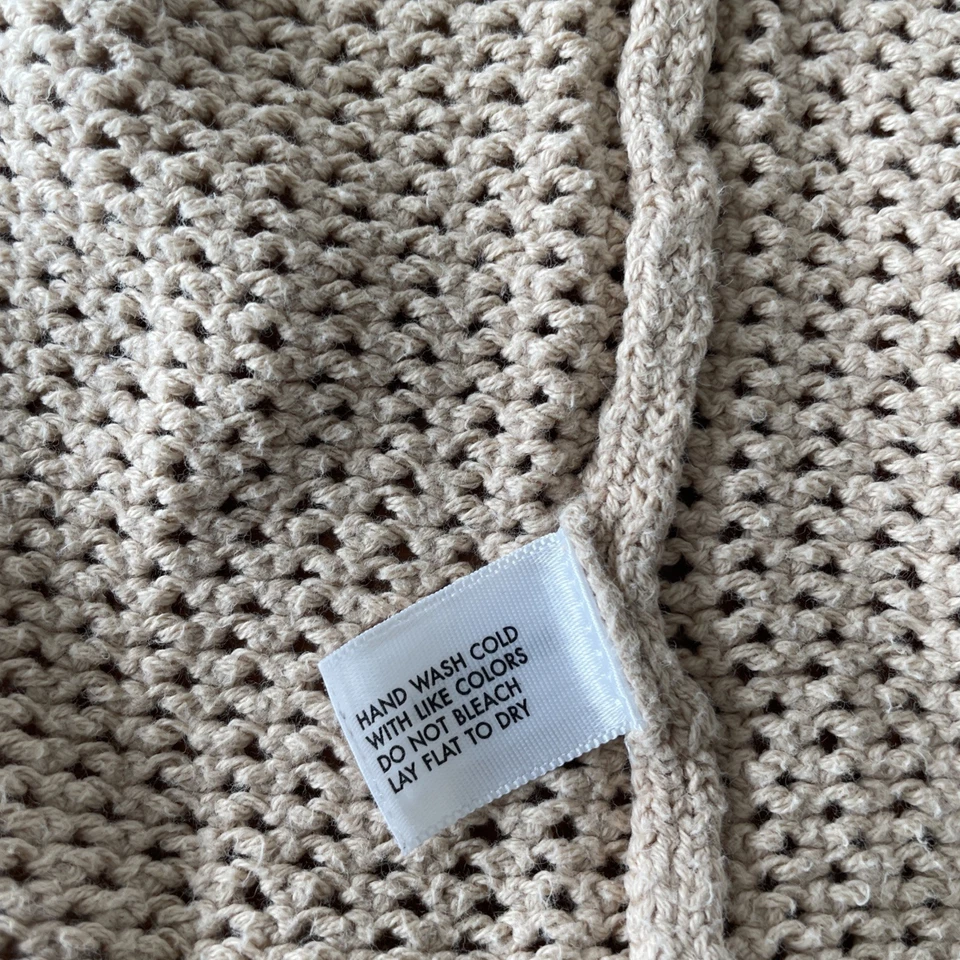 HAND WASH COLD
WITH LIKE COLORS
DO NOT BLEACH
LAY FLAT TO DRY